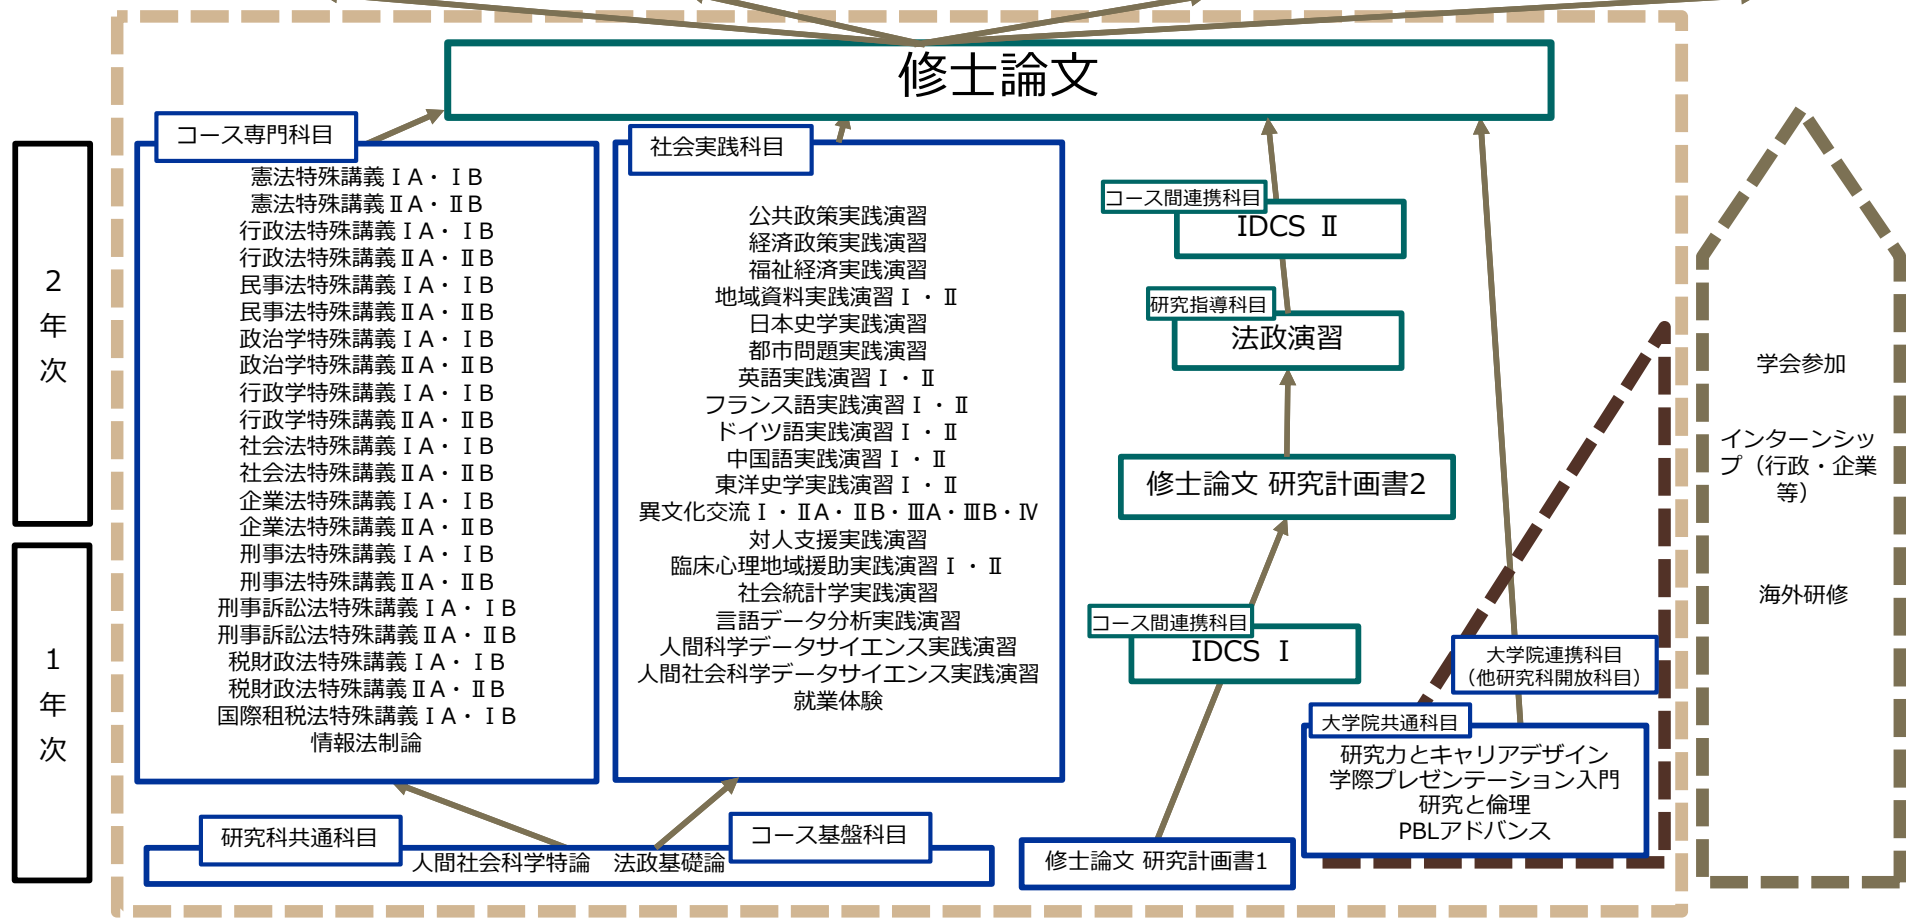 修士論文
コース専門科目
憲法特殊講義ⅠA・ⅠB
憲法特殊講義ⅡA・ⅡB
行政法特殊講義ⅠA・ⅠB
行政法特殊講義ⅡA・ⅡB
民事法特殊講義ⅠA・ⅠB
民事法特殊講義ⅡA・ⅡB
政治学特殊講義ⅠA・ⅠB
政治学特殊講義ⅡA・ⅡB
行政学特殊講義ⅠA・ⅠB
行政学特殊講義ⅡA・ⅡB
社会法特殊講義ⅠA・ⅠB
社会法特殊講義ⅡA・ⅡB
企業法特殊講義ⅠA・ⅠB
企業法特殊講義ⅡA・ⅡB
刑事法特殊講義ⅠA・ⅠB
刑事法特殊講義ⅡA・ⅡB
刑事訴訟法特殊講義ⅠA・ⅠB
刑事訴訟法特殊講義ⅡA・ⅡB
税財政法特殊講義ⅠA・ⅠB
税財政法特殊講義ⅡA・ⅡB
国際租税法特殊講義ⅠA・ⅠB
情報法制論
社会実践科目
公共政策実践演習
経済政策実践演習
福祉経済実践演習
地域資料実践演習Ⅰ・Ⅱ
日本史学実践演習
都市問題実践演習
英語実践演習Ⅰ・Ⅱ
フランス語実践演習Ⅰ・Ⅱ
ドイツ語実践演習Ⅰ・Ⅱ
中国語実践演習Ⅰ・Ⅱ
東洋史学実践演習Ⅰ・Ⅱ
異文化交流Ⅰ・ⅡA・ⅡB・ⅢA・ⅢB・Ⅳ
対人支援実践演習
臨床心理地域援助実践演習Ⅰ・Ⅱ
社会統計学実践演習
言語データ分析実践演習
人間科学データサイエンス実践演習
人間社会科学データサイエンス実践演習
就業体験
コース間連携科目
IDCS Ⅱ
研究指導科目
法政演習
修士論文 研究計画書2
コース間連携科目
IDCS Ⅰ
大学院連携科目
（他研究科開放科目）
大学院共通科目
研究力とキャリアデザイン
学際プレゼンテーション入門
研究と倫理
PBLアドバンス
修士論文 研究計画書1
研究科共通科目
コース基盤科目
人間社会科学特論 法政基礎論
2
年
次
1
年
次
学会参加
インターンシッ
プ（行政・企業
等）
海外研修